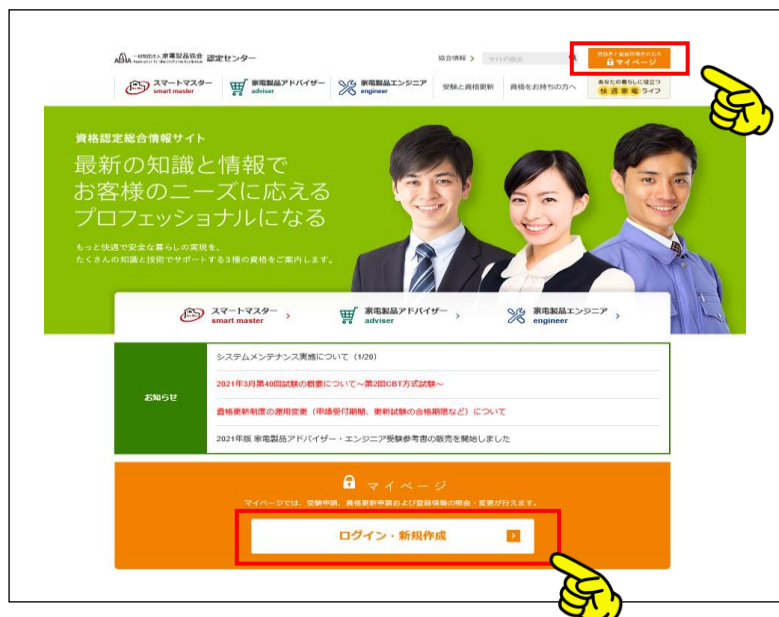 AEHA 一般財団法人 家電製品協会 認定センター
協会情報
サイト内検索
マイページ
スマートマスター
smart master
家電製品アドバイザー
adviser
家電製品エンジニア
engineer
受験と資格更新
資格をお持ちの方へ
あなたの暮らしに役立つ
快適家電ライフ
資格認定総合情報サイト
最新の知識と情報で
お客様のニーズに応える
プロフェッショナルになる
もっと快適で安全な暮らしの実現を、
たくさんの知識と技術でサポートする3種の資格をご案内します。
スマートマスター
smart master
家電製品アドバイザー
adviser
家電製品エンジニア
engineer
お知らせ
システムメンテナンス実施について（1/20）
2021年3月第40回試験の概要について～第2回CBT方式試験～
資格更新制度の運用変更（申請受付期間、更新試験の合格期限など）について
2021年版 家電製品アドバイザー・エンジニア受験参考書の販売を開始しました
マイページ
マイページでは、受験申請、資格更新申請および登録情報の照会・変更が行えます。
ログイン・新規作成